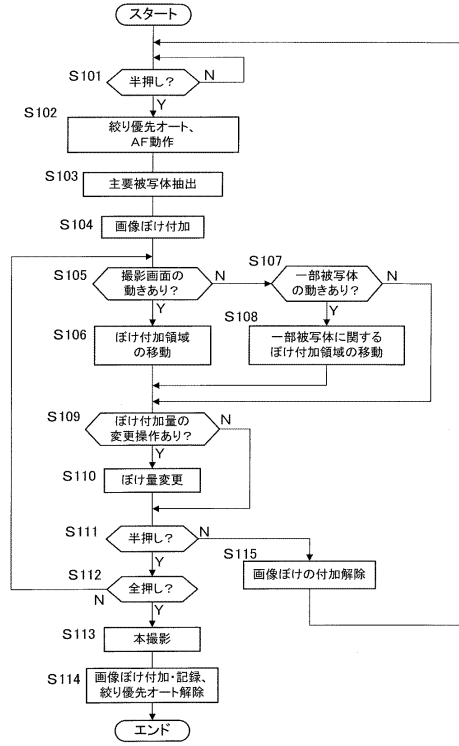 スタート
S101
半押し？
N
Y
S102
絞り優先オート、
AF動作
S103
主要被写体抽出
S104
画像ぼけ付加
S105
撮影画面の
動きあり？
N
Y
S107
一部被写体
の動きあり？
N
Y
S106
ぼけ付加領域
の移動
S108
一部被写体に関する
ぼけ付加領域の移動
S109
ぼけ付加量の
変更操作あり？
N
Y
S110
ぼけ量変更
S111
半押し？
N
Y
S115
画像ぼけの付加解除
S112
全押し？
N
Y
S113
本撮影
S114
画像ぼけ付加・記録、
絞り優先オート解除
エンド